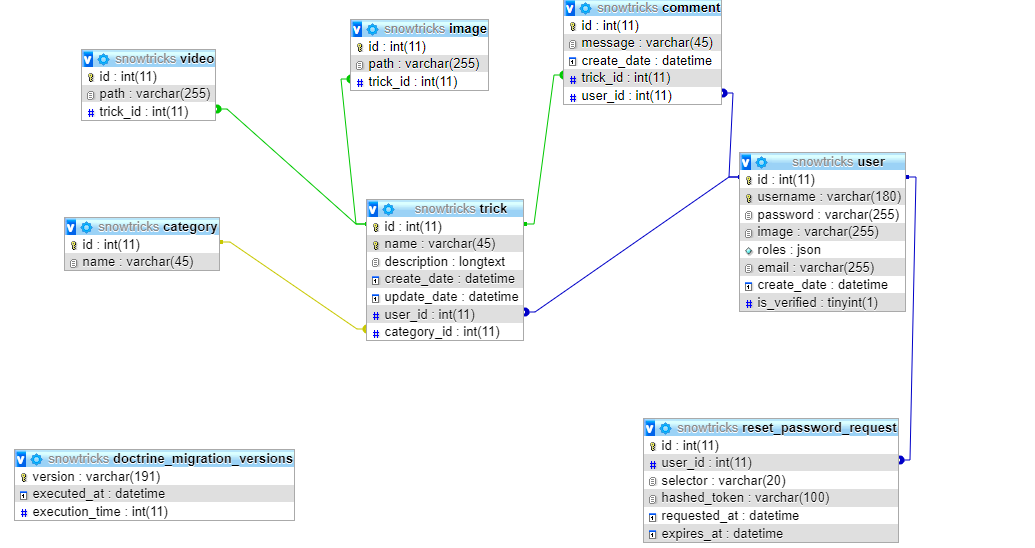 snowtricks video
id : int(11)
path : varchar(255)
trick_id : int(11)
snowtricks image
id : int(11)
path : varchar(255)
trick_id : int(11)
snowtricks comment
id : int(11)
message : varchar(45)
create_date : datetime
trick_id : int(11)
user_id : int(11)
snowtricks user
id : int(11)
username : varchar(180)
password : varchar(255)
image : varchar(255)
roles : json
email : varchar(255)
create_date : datetime
is_verified : tinyint(1)
snowtricks category
id : int(11)
name : varchar(45)
snowtricks trick
id : int(11)
name : varchar(45)
description : longtext
create_date : datetime
update_date : datetime
user_id : int(11)
category_id : int(11)
snowtricks doctrine_migration_versions
version : varchar(191)
executed_at : datetime
execution_time : int(11)
snowtricks reset_password_request
id : int(11)
user_id : int(11)
selector : varchar(20)
hashed_token : varchar(100)
requested_at : datetime
expires_at : datetime